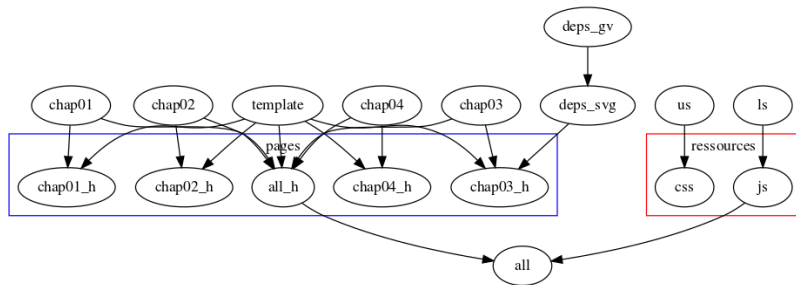 deps_gv
chap01 chap02 template chap04 chap03 deps_svg us ls
pages ressources
chap01_h chap02_h all_h chap04_h chap03_h css js
all